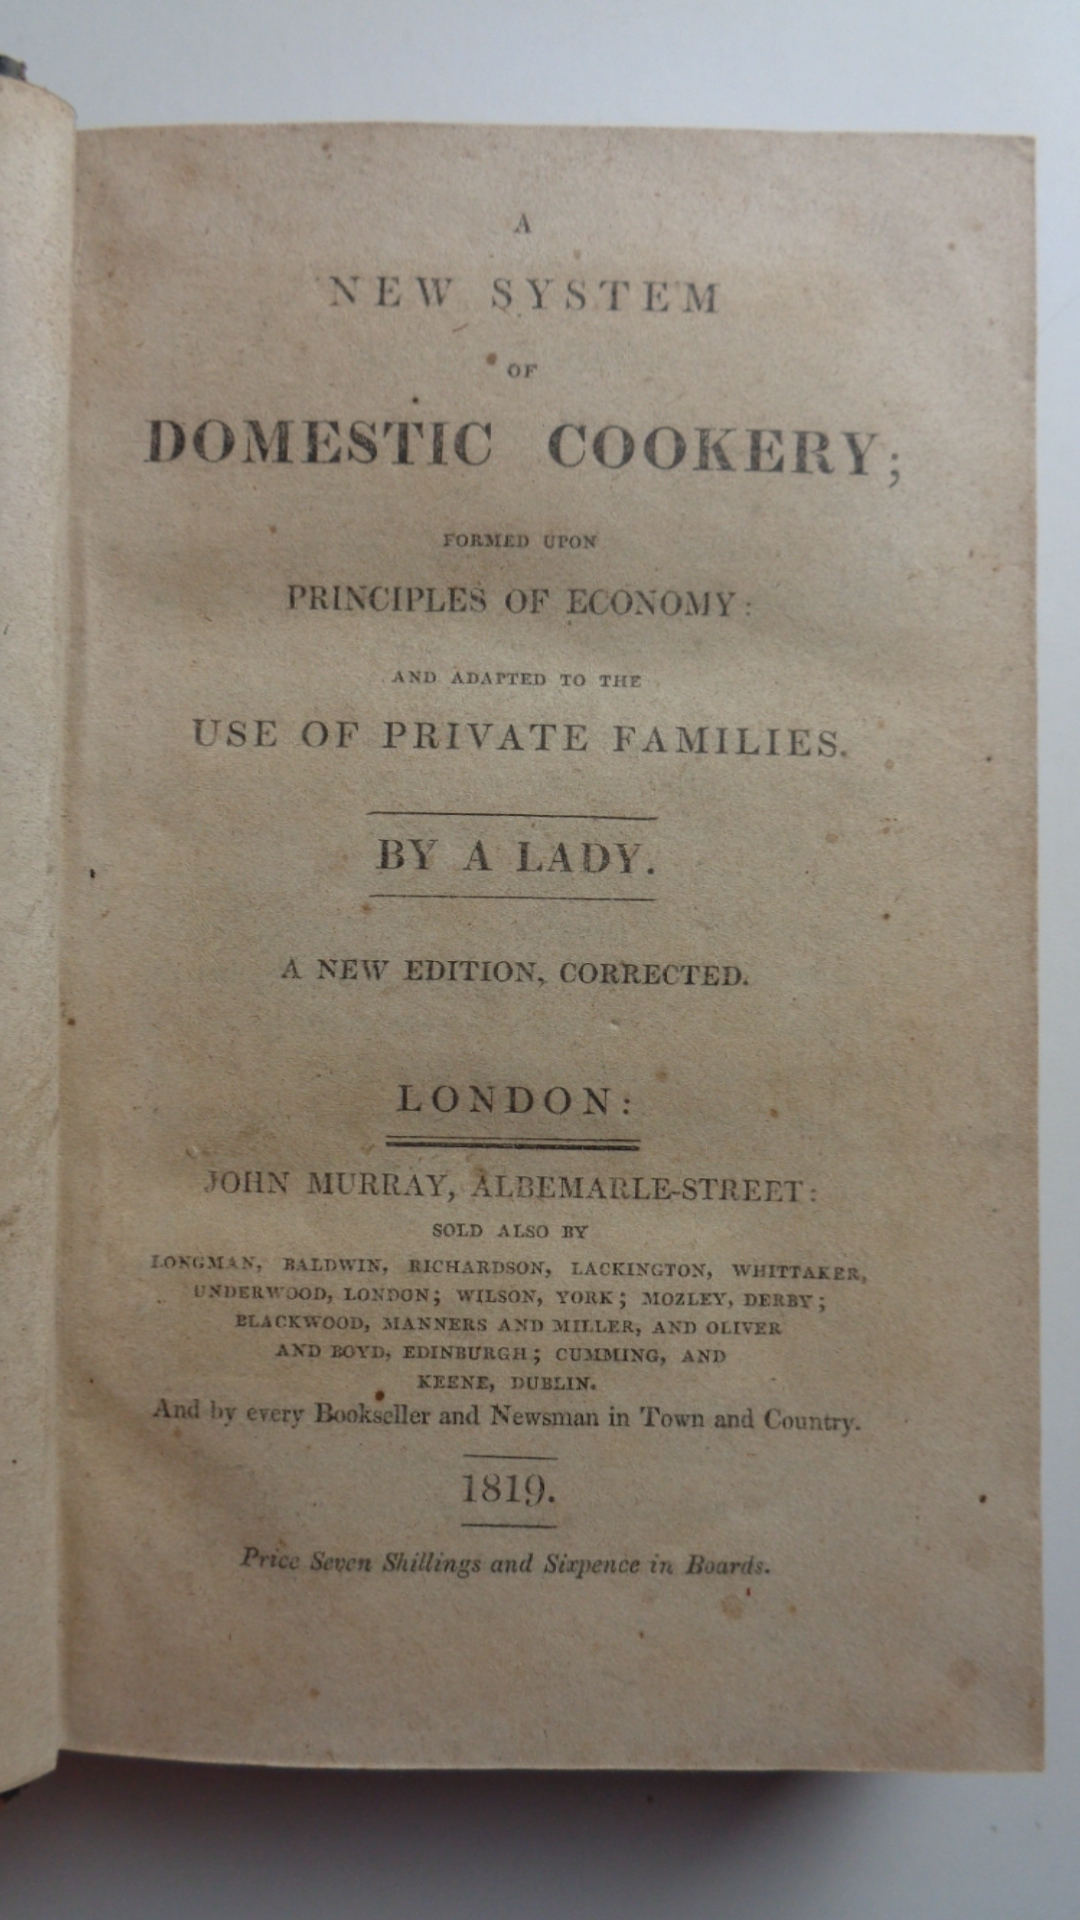 A
NEW SYSTEM
OF
DOMESTIC COOKERY;
FORMED UPON
PRINCIPLES OF ECONOMY:
AND ADAPTED TO THE
USE OF PRIVATE FAMILIES.
BY A LADY.
A NEW EDITION, CORRECTED.
LONDON:
JOHN MURRAY, ALBEMARLE-STREET:
SOLD ALSO BY
LONGMAN, BALDWIN, RICHARDSON, LACKINGTON, WHITTAKER,
UNDERWOOD, LONDON; WILSON, YORK; MOZLEY, DERBY;
BLACKWOOD, MANNERS AND MILLER, AND OLIVER
AND BOYD, EDINBURGH; CUMMING, AND
KEENE, DUBLIN.
And by every Bookseller and Newsman in Town and Country.
1819.
Price Seven Shillings and Sixpence in Boards.